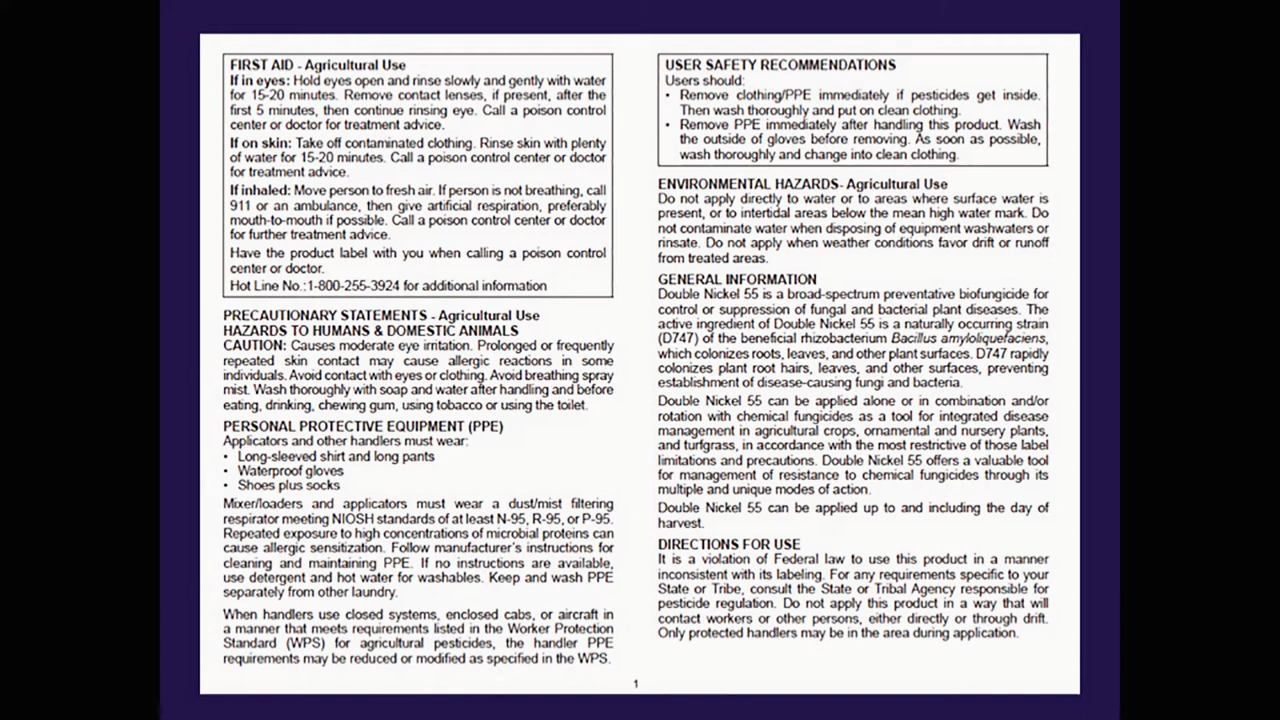 FIRST AID - Agricultural Use
If in eyes: Hold eyes open and rinse slowly and gently with water
for 15-20 minutes. Remove contact lenses, if present, after the
first 5 minutes, then continue rinsing eye. Call a poison control
center or doctor for treatment advice.
If on skin: Take off contaminated clothing. Rinse skin with plenty
of water for 15-20 minutes. Call a poison control center or doctor
for treatment advice.
If inhaled: Move person to fresh air. If person is not breathing, call
911 or an ambulance, then give artificial respiration, preferably
mouth-to-mouth if possible. Call a poison control center or doctor
for further treatment advice.
Have the product label with you when calling a poison control
center or doctor.
Hot Line No.:1-800-255-3924 for additional information
PRECAUTIONARY STATEMENTS - Agricultural Use
HAZARDS TO HUMANS & DOMESTIC ANIMALS
CAUTION: Causes moderate eye irritation. Prolonged or frequently
repeated skin contact may cause allergic reactions in some
individuals. Avoid contact with eyes or clothing. Avoid breathing spray
mist. Wash thoroughly with soap and water after handling and before
eating, drinking, chewing gum, using tobacco or using the toilet.
PERSONAL PROTECTIVE EQUIPMENT (PPE)
Applicators and other handlers must wear:
• Long-sleeved shirt and long pants
• Waterproof gloves
• Shoes plus socks
Mixer/loaders and applicators must wear a dust/mist filtering
respirator meeting NIOSH standards of at least N-95, R-95, or P-95.
Repeated exposure to high concentrations of microbial proteins can
cause allergic sensitization. Follow manufacturer's instructions for
cleaning and maintaining PPE. If no instructions are available,
use detergent and hot water for washables. Keep and wash PPE
separately from other laundry.
When handlers use closed systems, enclosed cabs, or aircraft in
a manner that meets requirements listed in the Worker Protection
Standard (WPS) for agricultural pesticides, the handler PPE
requirements may be reduced or modified as specified in the WPS.
USER SAFETY RECOMMENDATIONS
Users should:
• Remove clothing/PPE immediately if pesticides get inside.
Then wash thoroughly and put on clean clothing.
• Remove PPE immediately after handling this product. Wash
the outside of gloves before removing. As soon as possible,
wash thoroughly and change into clean clothing.
ENVIRONMENTAL HAZARDS- Agricultural Use
Do not apply directly to water or to areas where surface water is
present, or to intertidal areas below the mean high water mark. Do
not contaminate water when disposing of equipment washwaters or
rinsate. Do not apply when weather conditions favor drift or runoff
from treated areas.
GENERAL INFORMATION
Double Nickel 55 is a broad-spectrum preventative biofungicide for
control or suppression of fungal and bacterial plant diseases. The
active ingredient of Double Nickel 55 is a naturally occurring strain
(D747) of the beneficial rhizobacterium Bacillus amyloliquefaciens,
which colonizes roots, leaves, and other plant surfaces. D747 rapidly
colonizes plant root hairs, leaves, and other surfaces, preventing
establishment of disease-causing fungi and bacteria.
Double Nickel 55 can be applied alone or in combination and/or
rotation with chemical fungicides as a tool for integrated disease
management in agricultural crops, ornamental and nursery plants,
and turfgrass, in accordance with the most restrictive of those label
limitations and precautions. Double Nickel 55 offers a valuable tool
for management of resistance to chemical fungicides through its
multiple and unique modes of action.
Double Nickel 55 can be applied up to and including the day of
harvest.
DIRECTIONS FOR USE
It is a violation of Federal law to use this product in a manner
inconsistent with its labeling. For any requirements specific to your
State or Tribe, consult the State or Tribal Agency responsible for
pesticide regulation. Do not apply this product in a way that will
contact workers or other persons, either directly or through drift.
Only protected handlers may be in the area during application.
1